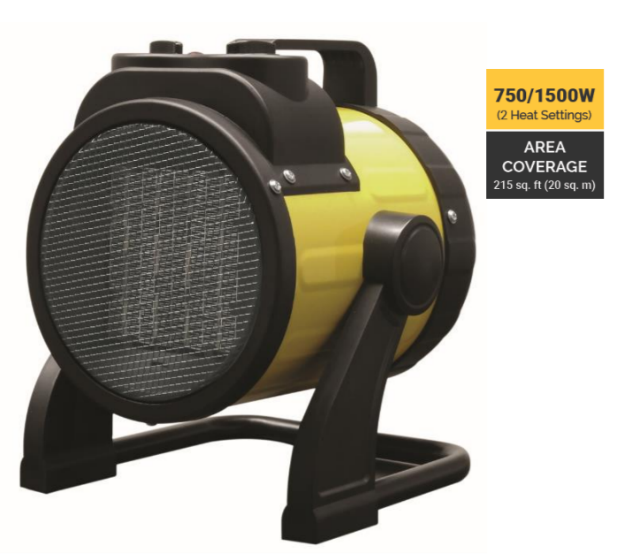 750/1500W
(2 Heat Settings)
AREA
COVERAGE
215 sq. ft (20 sq. m)